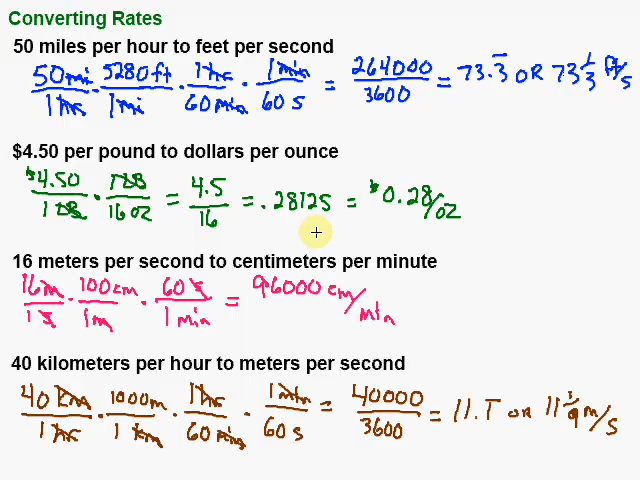 Converting Rates
50 miles per hour to feet per second
50mi/1hr · 5280ft/1mi · 1hr/60min · 1min/60s = 264000/3600 = 73.3̅ OR 73 1/3 ft/s
$4.50 per pound to dollars per ounce
$4.50/1LB · 1LB/16oz = 4.5/16 = .28125 = $0.28/oz
16 meters per second to centimeters per minute
16m/1s · 100cm/1m · 60s/1min = 96000cm/min
40 kilometers per hour to meters per second
40km/1hr · 1000m/1km · 1hr/60min · 1min/60s = 40000/3600 = 11.1̅ OR 11 1/9 m/s